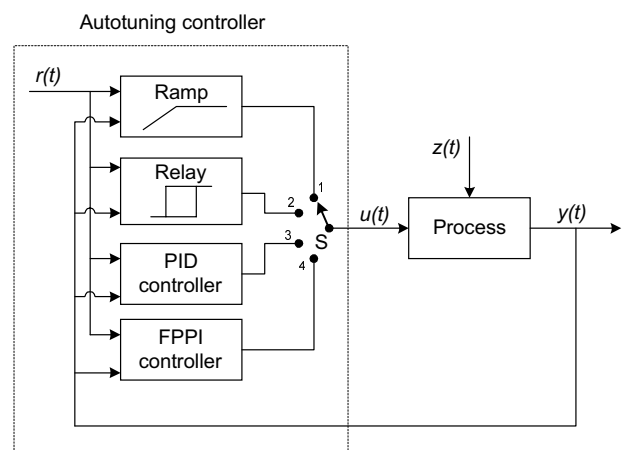 Autotuning controller
r(t)
Ramp
Relay
PID
controller
FPPI
controller
1
2
3
4
S
u(t)
z(t)
Process
y(t)